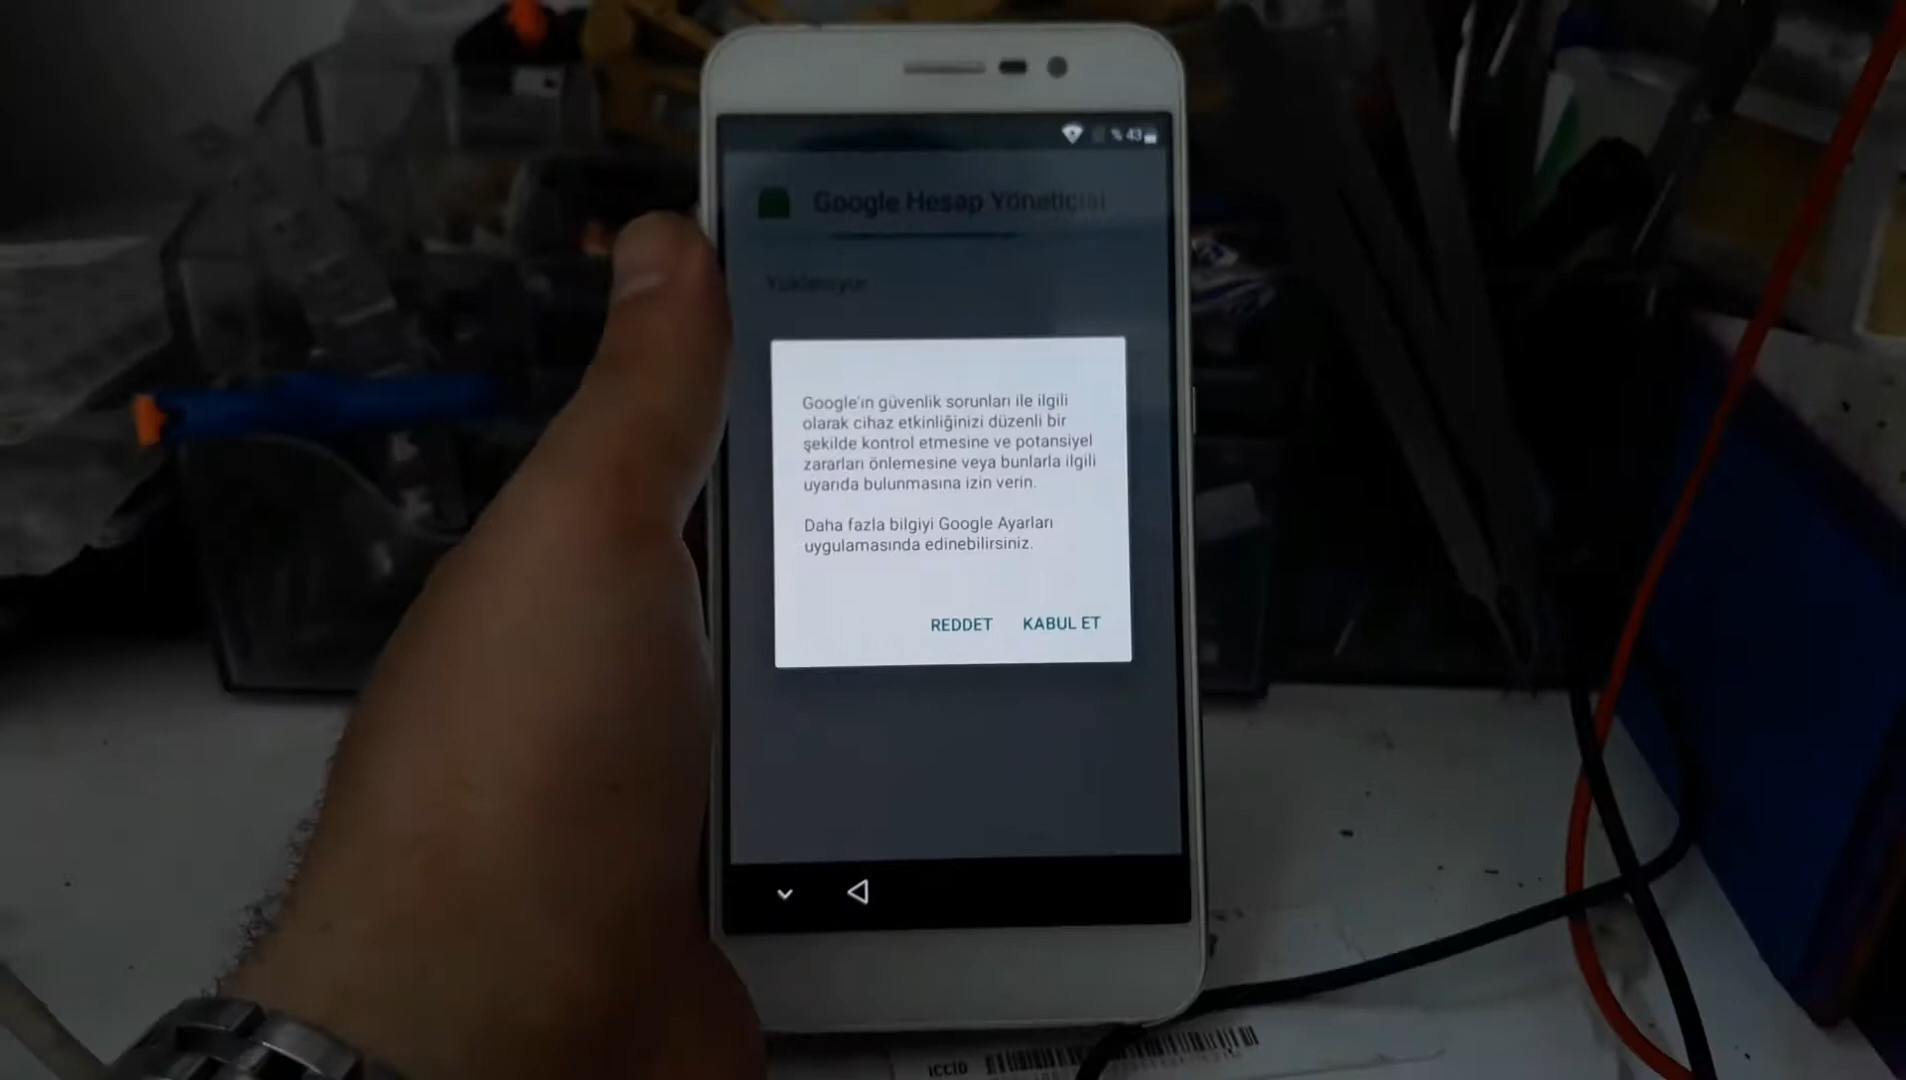 % 43
Google Hesap Yöneticisi
Yükleniyor
Google'ın güvenlik sorunları ile ilgili
olarak cihaz etkinliğinizi düzenli bir
şekilde kontrol etmesine ve potansiyel
zararları önlemesine veya bunlarla ilgili
uyarıda bulunmasına izin verin.
Daha fazla bilgiyi Google Ayarları
uygulamasında edinebilirsiniz.
REDDET KABUL ET
ICCID